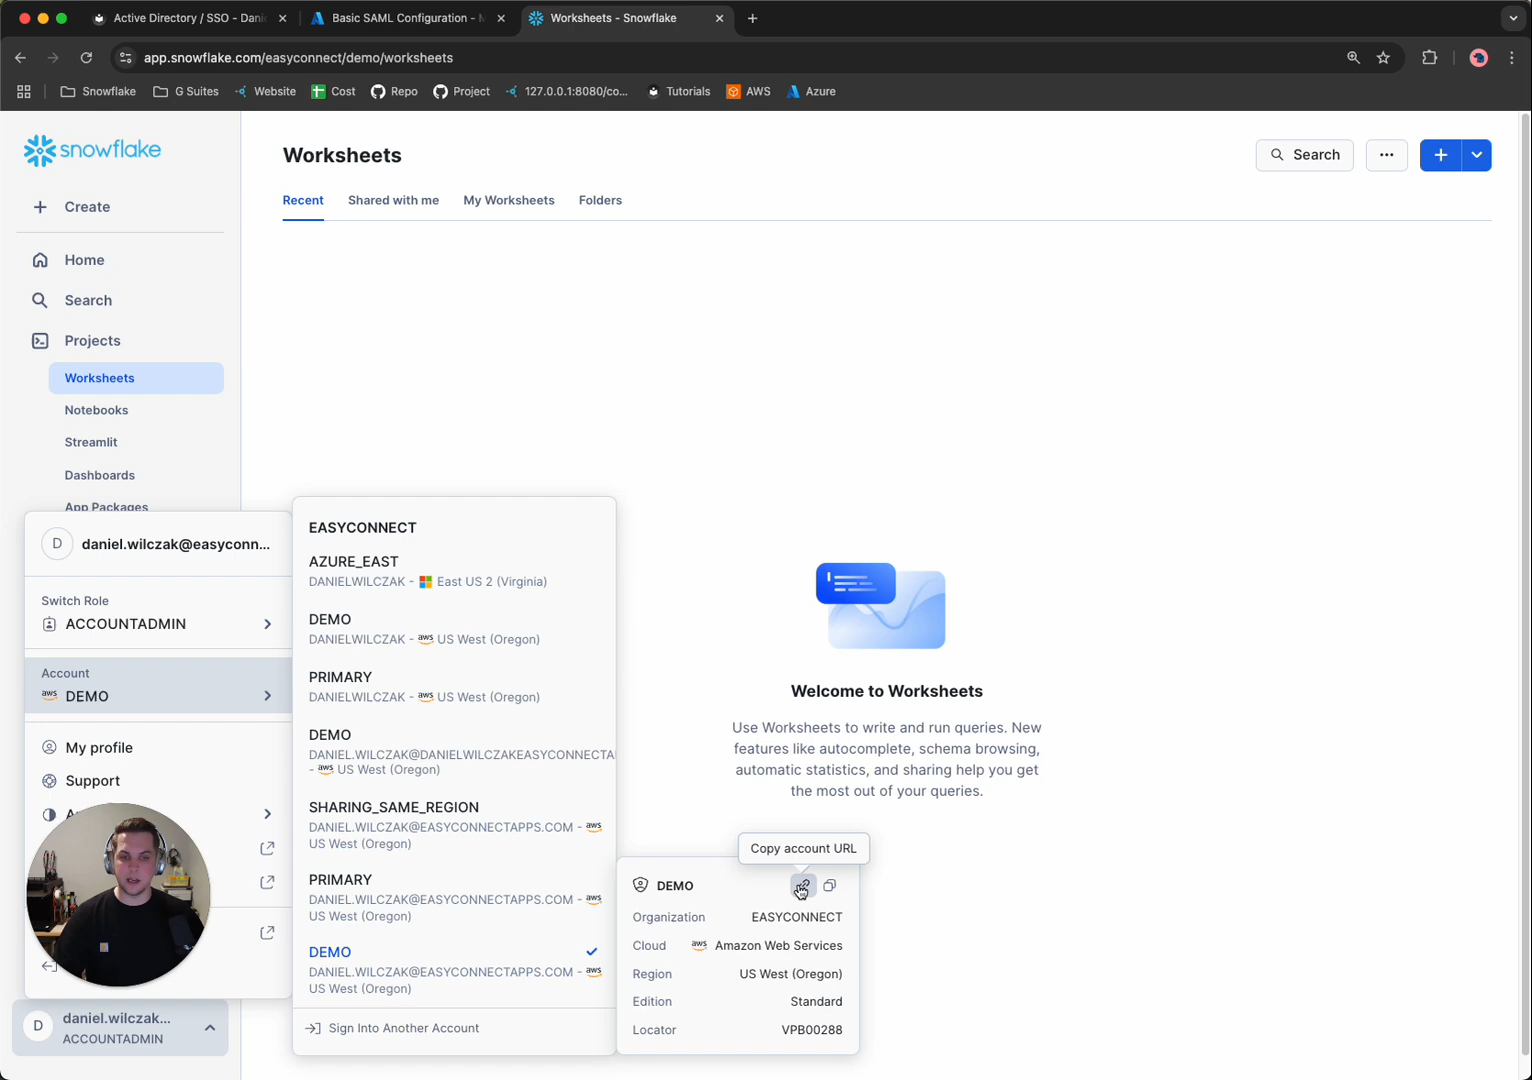 Active Directory / SSO - Dani
Basic SAML Configuration - M
Worksheets - Snowflake
app.snowflake.com/easyconnect/demo/worksheets
Snowflake
G Suites
Website
Cost
Repo
Project
127.0.0.1:8080/co...
Tutorials
AWS
Azure
snowflake
Create
Home
Search
Projects
Worksheets
Notebooks
Streamlit
Dashboards
App Packages
Worksheets
Search
Recent
Shared with me
My Worksheets
Folders
D
daniel.wilczak@easyconn...
Switch Role
ACCOUNTADMIN
Account
aws DEMO
My profile
Support
D
daniel.wilczak...
ACCOUNTADMIN
EASYCONNECT
AZURE_EAST
DANIELWILCZAK - East US 2 (Virginia)
DEMO
DANIELWILCZAK - aws US West (Oregon)
PRIMARY
DANIELWILCZAK - aws US West (Oregon)
DEMO
DANIEL.WILCZAK@DANIELWILCZAKEASYCONNECTA
- aws US West (Oregon)
SHARING_SAME_REGION
DANIEL.WILCZAK@EASYCONNECTAPPS.COM - aws
US West (Oregon)
PRIMARY
DANIEL.WILCZAK@EASYCONNECTAPPS.COM - aws
US West (Oregon)
DEMO
DANIEL.WILCZAK@EASYCONNECTAPPS.COM - aws
US West (Oregon)
Sign Into Another Account
Copy account URL
DEMO
Organization EASYCONNECT
Cloud aws Amazon Web Services
Region US West (Oregon)
Edition Standard
Locator VPB00288
Welcome to Worksheets
Use Worksheets to write and run queries. New
features like autocomplete, schema browsing,
automatic statistics, and sharing help you get
the most out of your queries.